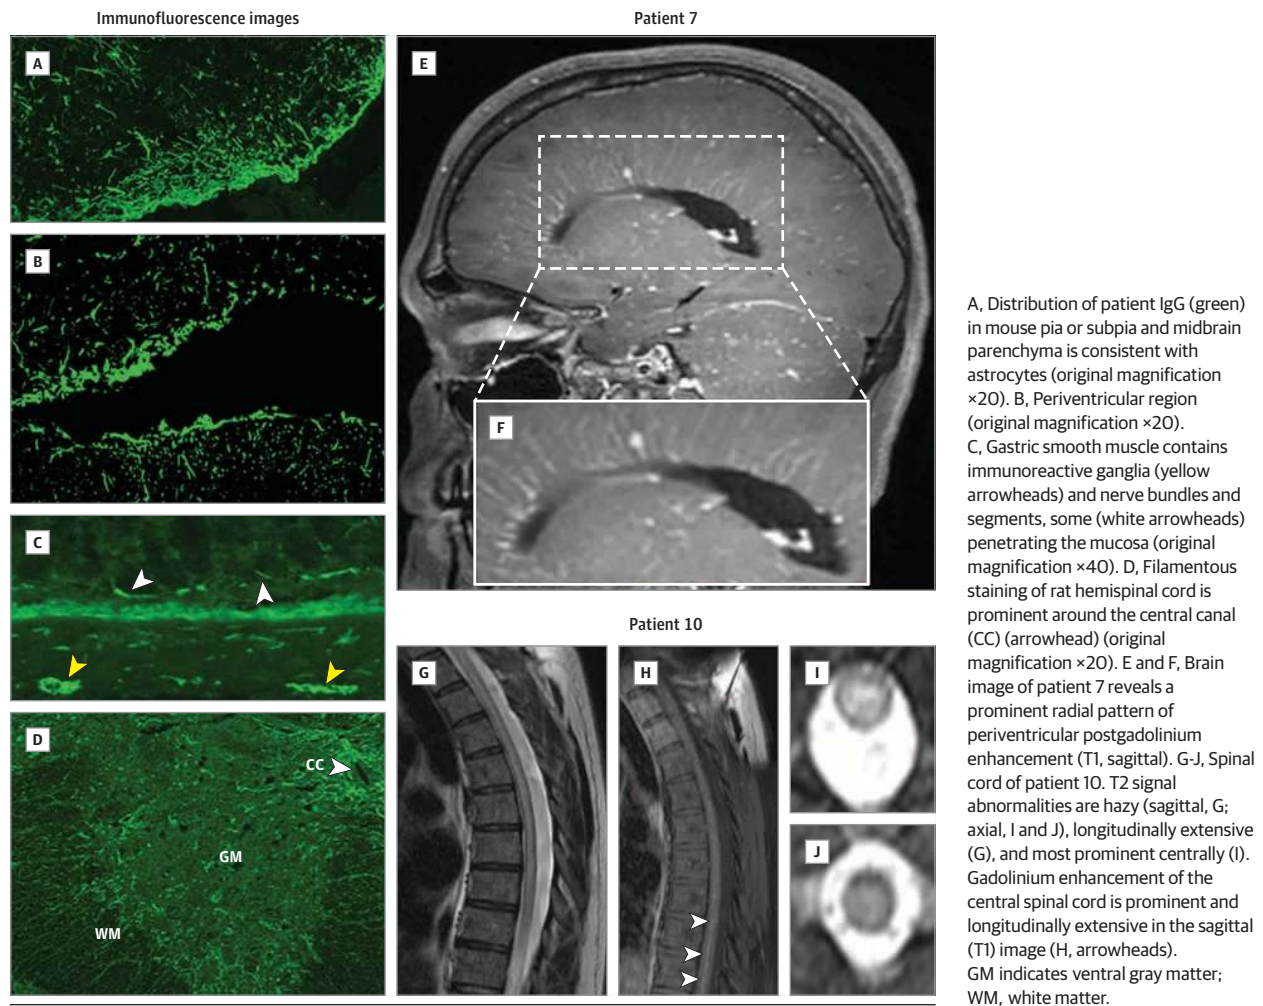 Immunofluorescence images
Patient 7
A
B
C
D
CC
GM
WM
E
F
Patient 10
G
H
I
J
A, Distribution of patient IgG (green)
in mouse pia or subpia and midbrain
parenchyma is consistent with
astrocytes (original magnification
×20). B, Periventricular region
(original magnification ×20).
C, Gastric smooth muscle contains
immunoreactive ganglia (yellow
arrowheads) and nerve bundles and
segments, some (white arrowheads)
penetrating the mucosa (original
magnification ×40). D, Filamentous
staining of rat hemispinal cord is
prominent around the central canal
(CC) (arrowhead) (original
magnification ×20). E and F, Brain
image of patient 7 reveals a
prominent radial pattern of
periventricular postgadolinium
enhancement (T1, sagittal). G-J, Spinal
cord of patient 10. T2 signal
abnormalities are hazy (sagittal, G;
axial, I and J), longitudinally extensive
(G), and most prominent centrally (I).
Gadolinium enhancement of the
central spinal cord is prominent and
longitudinally extensive in the sagittal
(T1) image (H, arrowheads).
GM indicates ventral gray matter;
WM, white matter.